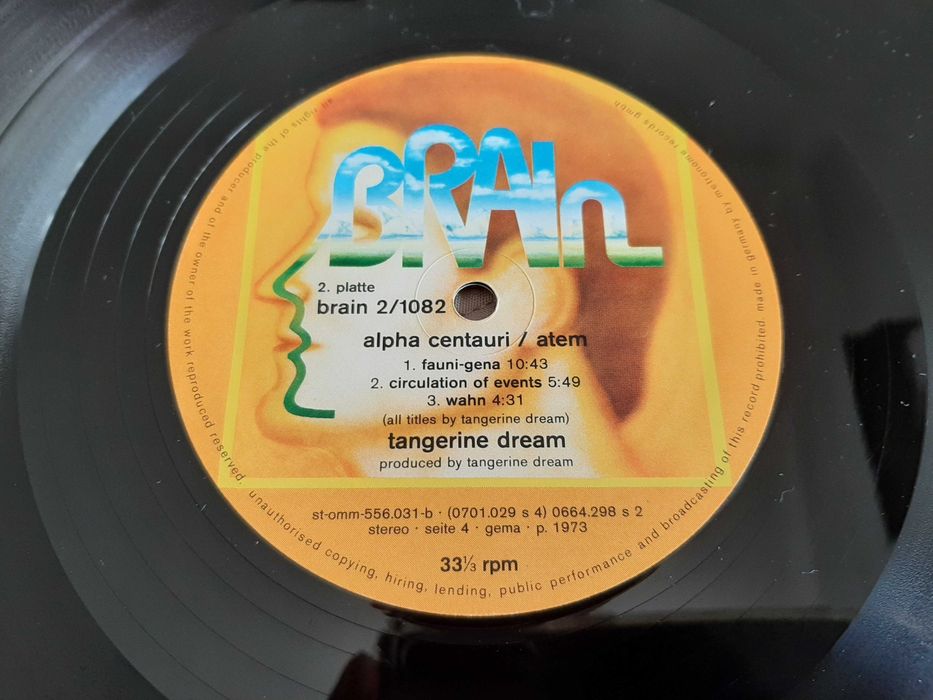 BRAIn
2. platte
brain 2/1082
alpha centauri / atem
1. fauni-gena 10:43
2. circulation of events 5:49
3. wahn 4:31
(all titles by tangerine dream)
tangerine dream
produced by tangerine dream
st-omm-556.031-b · (0701.029 s 4) 0664.298 s 2
stereo · seite 4 · gema · p. 1973
33⅓ rpm
all rights of the producer and of the owner of the work reproduced reserved. unauthorised copying, hiring, lending, public performance and broadcasting of this record prohibited. made in germany by metronome records gmbh